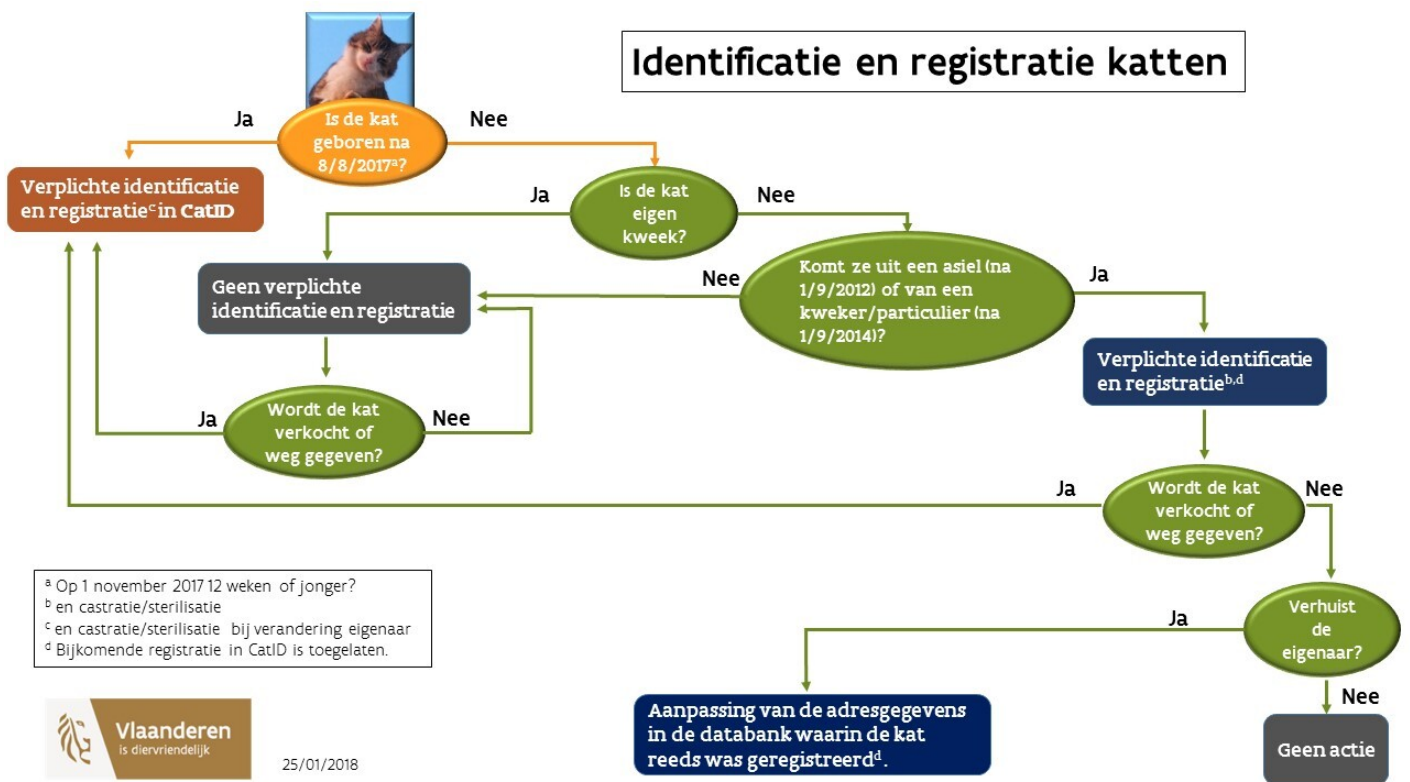 Identificatie en registratie katten
Ja
Is de kat
geboren na
8/8/2017ᵃ?
Nee
Verplichte identificatie
en registratieᶜ in CatID
Ja
Is de kat
eigen
kweek?
Nee
Geen verplichte
identificatie en registratie
Nee
Komt ze uit een asiel (na
1/9/2012) of van een
kweker/particulier (na
1/9/2014)?
Ja
Verplichte identificatie
en registratieᵇ,ᵈ
Ja
Wordt de kat
verkocht of
weg gegeven?
Nee
Ja
Wordt de kat
verkocht of
weg gegeven?
Nee
ᵃ Op 1 november 2017 12 weken of jonger?
ᵇ en castratie/sterilisatie
ᶜ en castratie/sterilisatie bij verandering eigenaar
ᵈ Bijkomende registratie in CatID is toegelaten.
Ja
Verhuist
de
eigenaar?
Nee
Aanpassing van de adresgegevens
in de databank waarin de kat
reeds was geregistreerdᵈ.
Geen actie
Vlaanderen
is diervriendelijk
25/01/2018